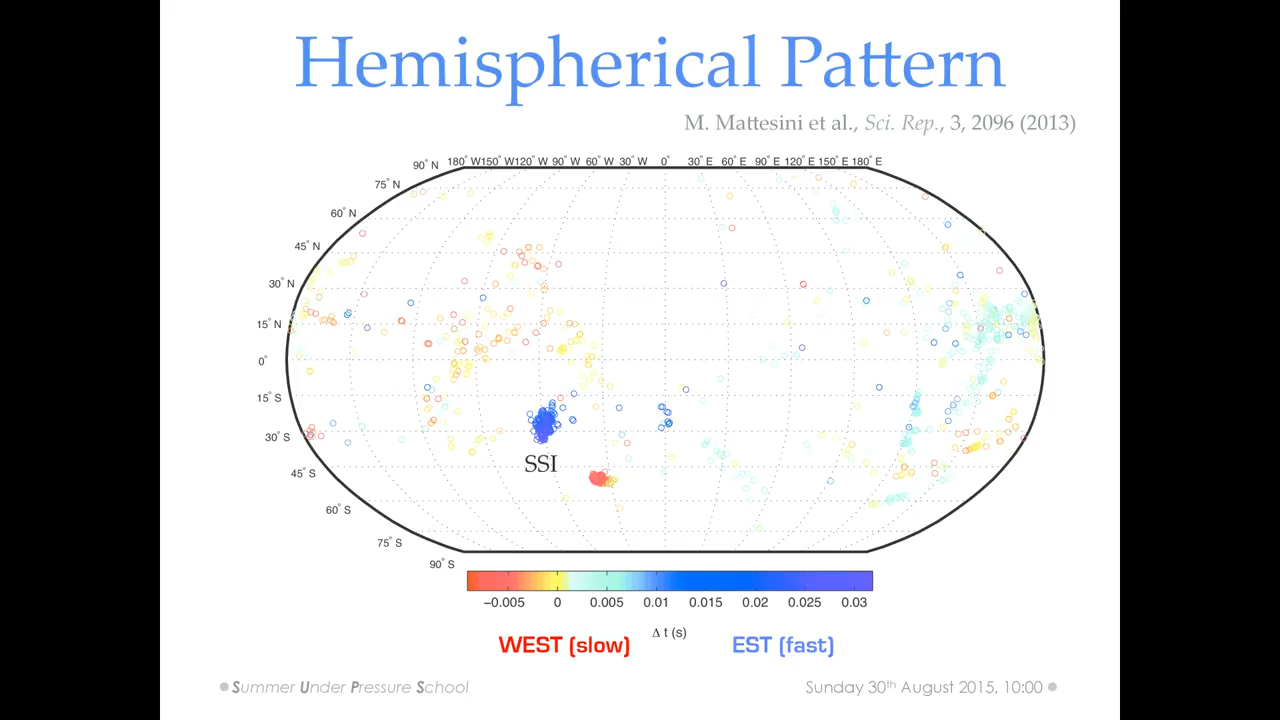 Hemispherical Pattern
M. Mattesini et al., Sci. Rep., 3, 2096 (2013)
180° W 150° W 120° W 90° W 60° W 30° W 0° 30° E 60° E 90° E 120° E 150° E 180° E
90° N
75° N
60° N
45° N
30° N
15° N
0°
15° S
30° S
SSI
45° S
60° S
75° S
90° S
−0.005 0 0.005 0.01 0.015 0.02 0.025 0.03
Δ t (s)
WEST (slow) EST (fast)
Summer Under Pressure School Sunday 30th August 2015, 10:00